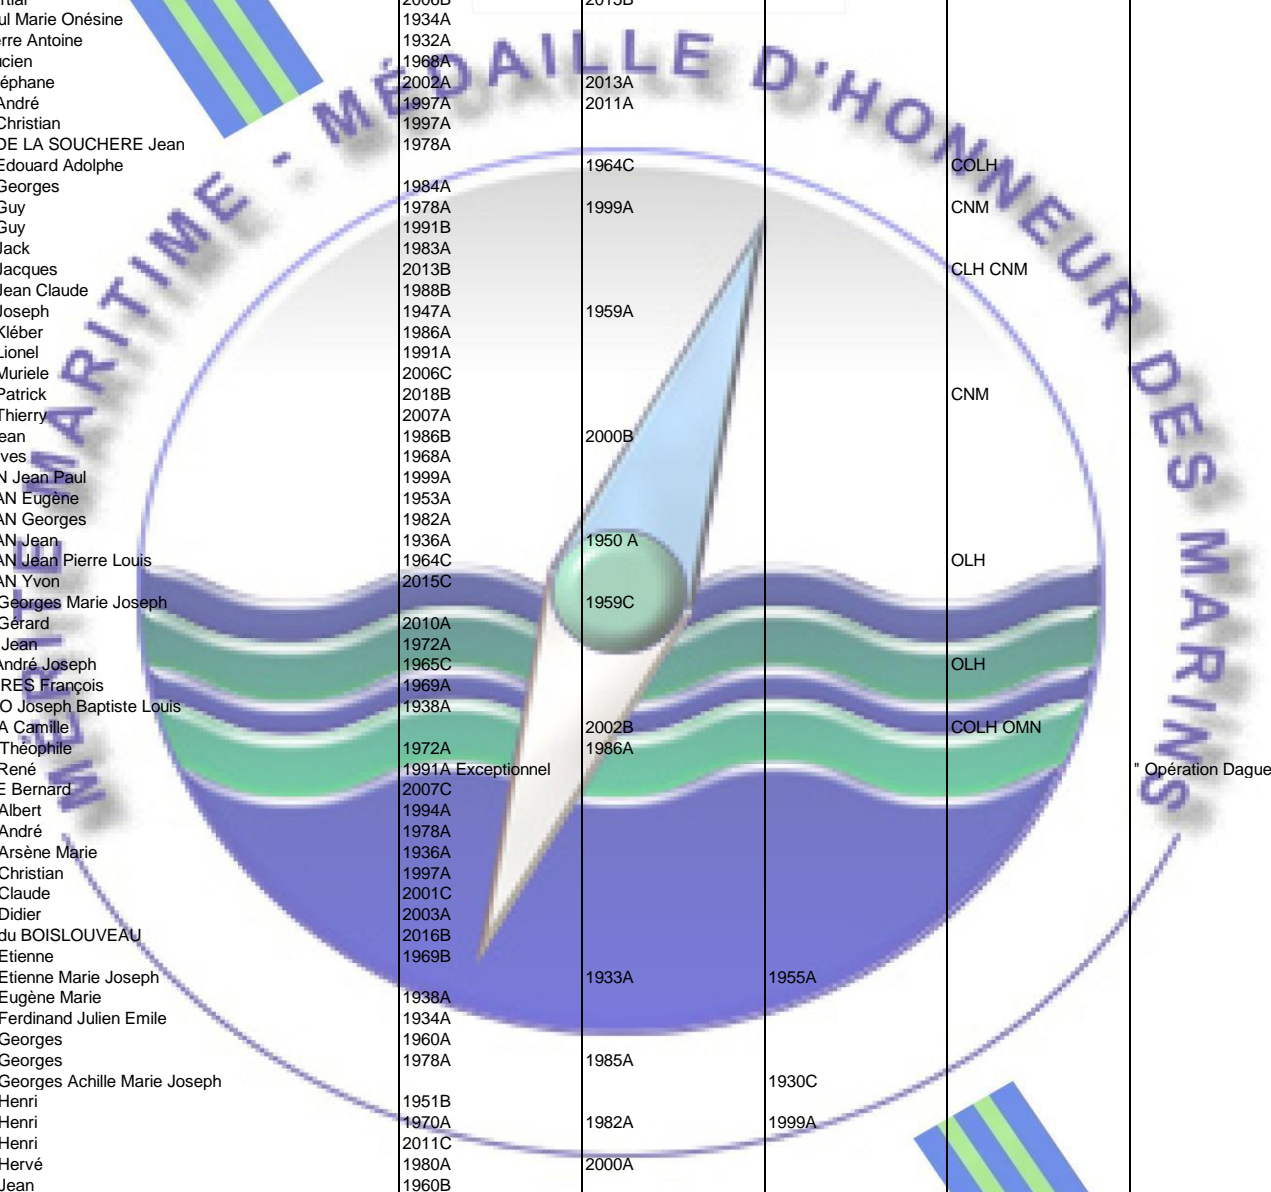 2006B 2015B
ul Marie Onésine 1934A
erre Antoine 1932A
ucien 1968A
éphane 2002A 2013A
André 1997A 2011A
Christian 1997A
DE LA SOUCHERE Jean 1978A
Edouard Adolphe 1964C COLH
Georges 1984A
Guy 1978A 1999A CNM
Guy 1991B
Jack 1983A
Jacques 2013B CLH CNM
Jean Claude 1988B
Joseph 1947A 1959A
Kléber 1986A
Lionel 1991A
Muriele 2006C
Patrick 2018B CNM
Thierry 2007A
ean 1986B 2000B
ves 1968A
N Jean Paul 1999A
AN Eugène 1953A
AN Georges 1982A
AN Jean 1936A 1950 A
AN Jean Pierre Louis 1964C OLH
AN Yvon 2015C
Georges Marie Joseph 1959C
Gérard 2010A
Jean 1972A
André Joseph 1965C OLH
RES François 1969A
O Joseph Baptiste Louis 1938A
A Camille 2002B COLH OMN
Théophile 1972A 1986A
René 1991A Exceptionnel " Opération Dague
E Bernard 2007C
Albert 1994A
André 1978A
Arsène Marie 1936A
Christian 1997A
Claude 2001C
Didier 2003A
du BOISLOUVEAU 2016B
Etienne 1969B
Etienne Marie Joseph 1933A 1955A
Eugène Marie 1938A
Ferdinand Julien Emile 1934A
Georges 1960A
Georges 1978A 1985A
Georges Achille Marie Joseph 1930C
Henri 1951B
Henri 1970A 1982A 1999A
Henri 2011C
Hervé 1980A 2000A
Jean 1960B
MÉRITE MARITIME - MÉDAILLE D'HONNEUR DES MARINS